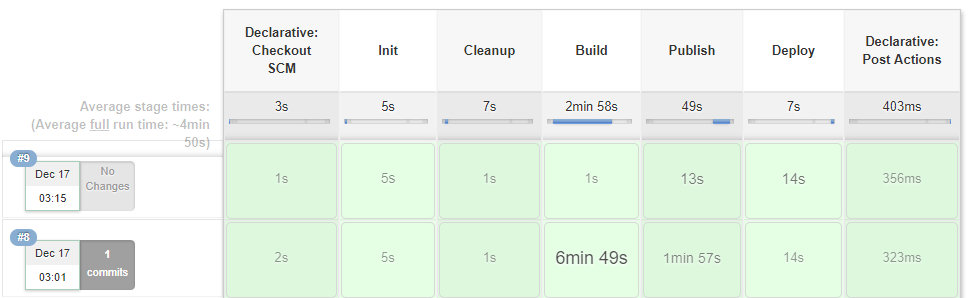 Declarative: Checkout SCM Init Cleanup Build Publish Deploy Declarative: Post Actions
Average stage times: 3s 5s 7s 2min 58s 49s 7s 403ms
(Average full run time: ~4min
50s)
#9
Dec 17 No Changes 1s 5s 1s 1s 13s 14s 356ms
03:15
#8
Dec 17 1 commits 2s 5s 1s 6min 49s 1min 57s 14s 323ms
03:01